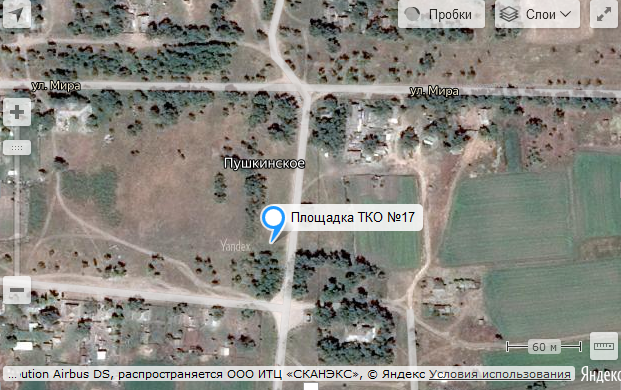 Пробки
Слои
ул. Мира
ул. Мира
Пушкинское
Площадка ТКО №17
Yandex
60 м
...oution Airbus DS, распространяется ООО ИТЦ «СКАНЭКС», © Яндекс Условия использования
Яндекс